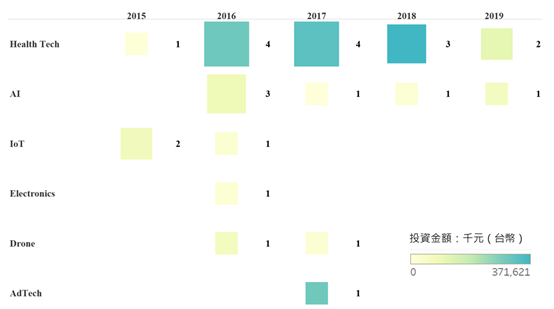 2015 2016 2017 2018 2019
Health Tech 1 4 4 3 2
AI 3 1 1 1
IoT 2 1
Electronics 1
Drone 1 1
投資金額：千元（台幣）
0 371,621
AdTech 1